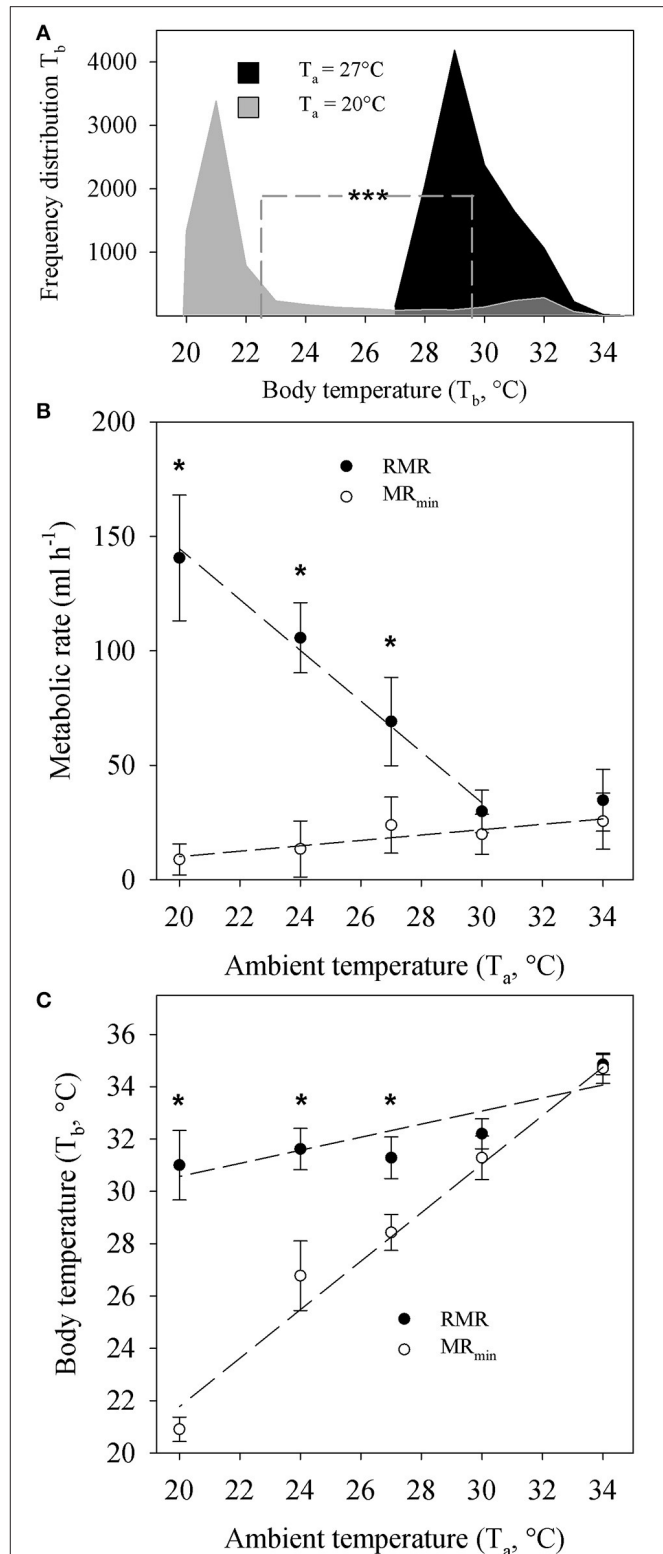 A
Frequency distribution T_b
4000
3000
2000
1000
T_a = 27°C
T_a = 20°C
***
20 22 24 26 28 30 32 34
Body temperature (T_b, °C)
B
Metabolic rate (ml h^-1)
200
150
100
50
0
RMR
MR_min
*
*
*
20 22 24 26 28 30 32 34
Ambient temperature (T_a, °C)
C
Body temperature (T_b, °C)
36
34
32
30
28
26
24
22
20
* * *
RMR
MR_min
20 22 24 26 28 30 32 34
Ambient temperature (T_a, °C)